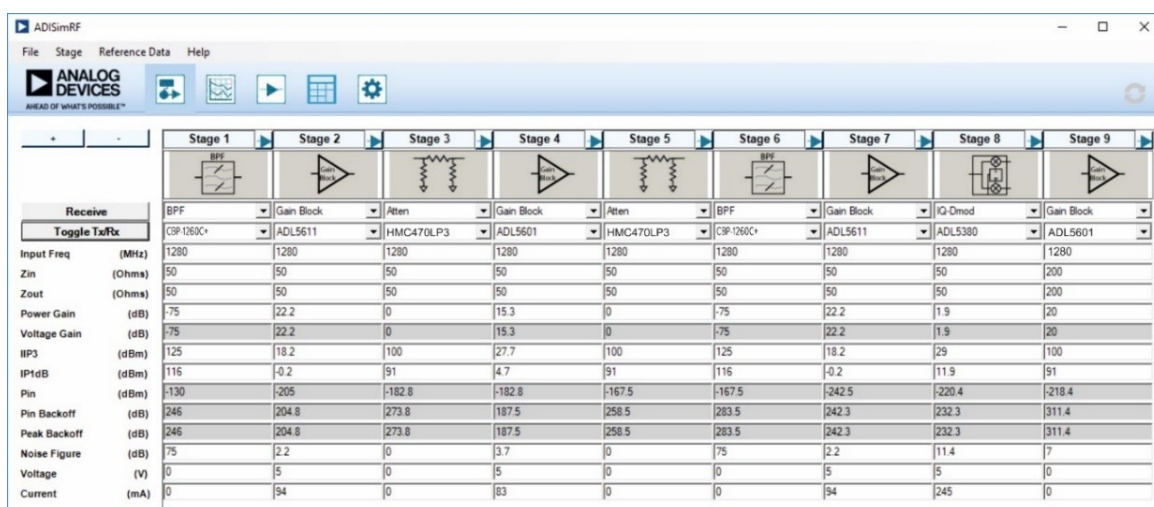 ADISimRF
File Stage Reference Data Help
ANALOG
DEVICES
AHEAD OF WHAT'S POSSIBLE™
+ - Stage 1 Stage 2 Stage 3 Stage 4 Stage 5 Stage 6 Stage 7 Stage 8 Stage 9
BPF Gain Block Gain Block BPF Gain Block Gain Block
Receive BPF Gain Block Atten Gain Block Atten BPF Gain Block IQ-Dmod Gain Block
Toggle Tx/Rx CBP-1260C+ ADL5611 HMC470LP3 ADL5601 HMC470LP3 CBP-1260C+ ADL5611 ADL5380 ADL5601
Input Freq (MHz) 1280 1280 1280 1280 1280 1280 1280 1280 1280
Zin (Ohms) 50 50 50 50 50 50 50 50 200
Zout (Ohms) 50 50 50 50 50 50 50 50 200
Power Gain (dB) -75 22.2 0 15.3 0 -75 22.2 1.9 20
Voltage Gain (dB) -75 22.2 0 15.3 0 -75 22.2 1.9 20
IIP3 (dBm) 125 18.2 100 27.7 100 125 18.2 29 100
IP1dB (dBm) 116 -0.2 91 4.7 91 116 -0.2 11.9 91
Pin (dBm) -130 -205 -182.8 -182.8 -167.5 -167.5 -242.5 -220.4 -218.4
Pin Backoff (dB) 246 204.8 273.8 187.5 258.5 283.5 242.3 232.3 311.4
Peak Backoff (dB) 246 204.8 273.8 187.5 258.5 283.5 242.3 232.3 311.4
Noise Figure (dB) 75 2.2 0 3.7 0 75 2.2 11.4 7
Voltage (V) 0 5 0 5 0 0 5 5 0
Current (mA) 0 94 0 83 0 0 94 245 0